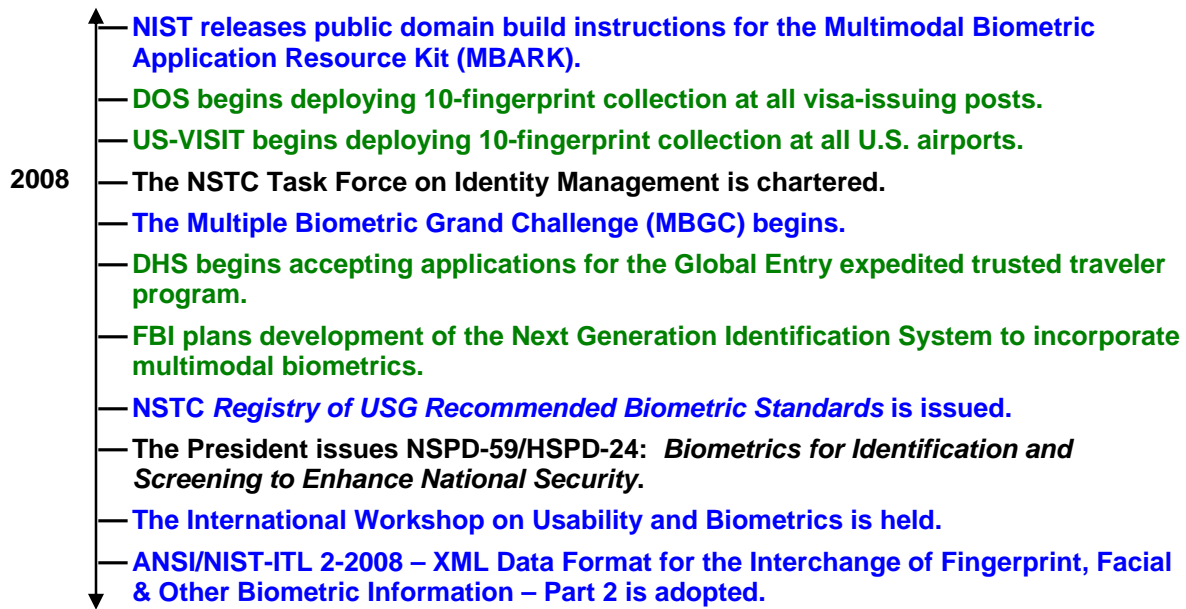 NIST releases public domain build instructions for the Multimodal Biometric
Application Resource Kit (MBARK).
DOS begins deploying 10-fingerprint collection at all visa-issuing posts.
US-VISIT begins deploying 10-fingerprint collection at all U.S. airports.
2008
The NSTC Task Force on Identity Management is chartered.
The Multiple Biometric Grand Challenge (MBGC) begins.
DHS begins accepting applications for the Global Entry expedited trusted traveler
program.
FBI plans development of the Next Generation Identification System to incorporate
multimodal biometrics.
NSTC Registry of USG Recommended Biometric Standards is issued.
The President issues NSPD-59/HSPD-24: Biometrics for Identification and
Screening to Enhance National Security.
The International Workshop on Usability and Biometrics is held.
ANSI/NIST-ITL 2-2008 – XML Data Format for the Interchange of Fingerprint, Facial
& Other Biometric Information – Part 2 is adopted.